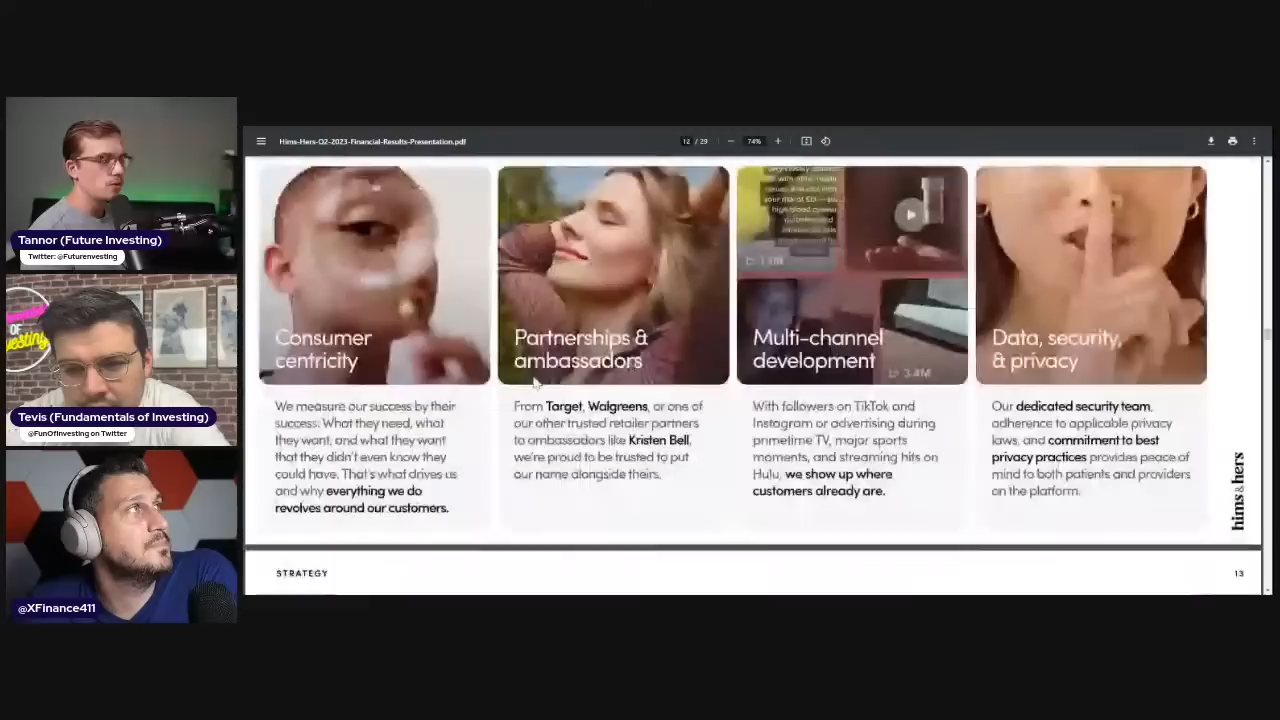 Hims-Hers-Q2-2023-Financial-Results-Presentation.pdf
12 / 29
74%
Tannor (Future Investing)
Twitter: @Futurenvesting
OF
Tevis (Fundamentals of Investing)
@FunOfInvesting on Twitter
@XFinance411
Consumer
centricity
We measure our success by their
success. What they need, what
they want, and what they want
that they didn't even know they
could have. That's what drives us
and why everything we do
revolves around our customers.
Partnerships &
ambassadors
From Target, Walgreens, or one of
our other trusted retailer partners
to ambassadors like Kristen Bell,
we're proud to be trusted to put
our name alongside theirs.
3.4M
Multi-channel
development
With followers on TikTok and
Instagram or advertising during
primetime TV, major sports
moments, and streaming hits on
Hulu, we show up where
customers already are.
Data, security,
& privacy
Our dedicated security team,
adherence to applicable privacy
laws, and commitment to best
privacy practices provides peace of
mind to both patients and providers
on the platform.
hims & hers
STRATEGY
13